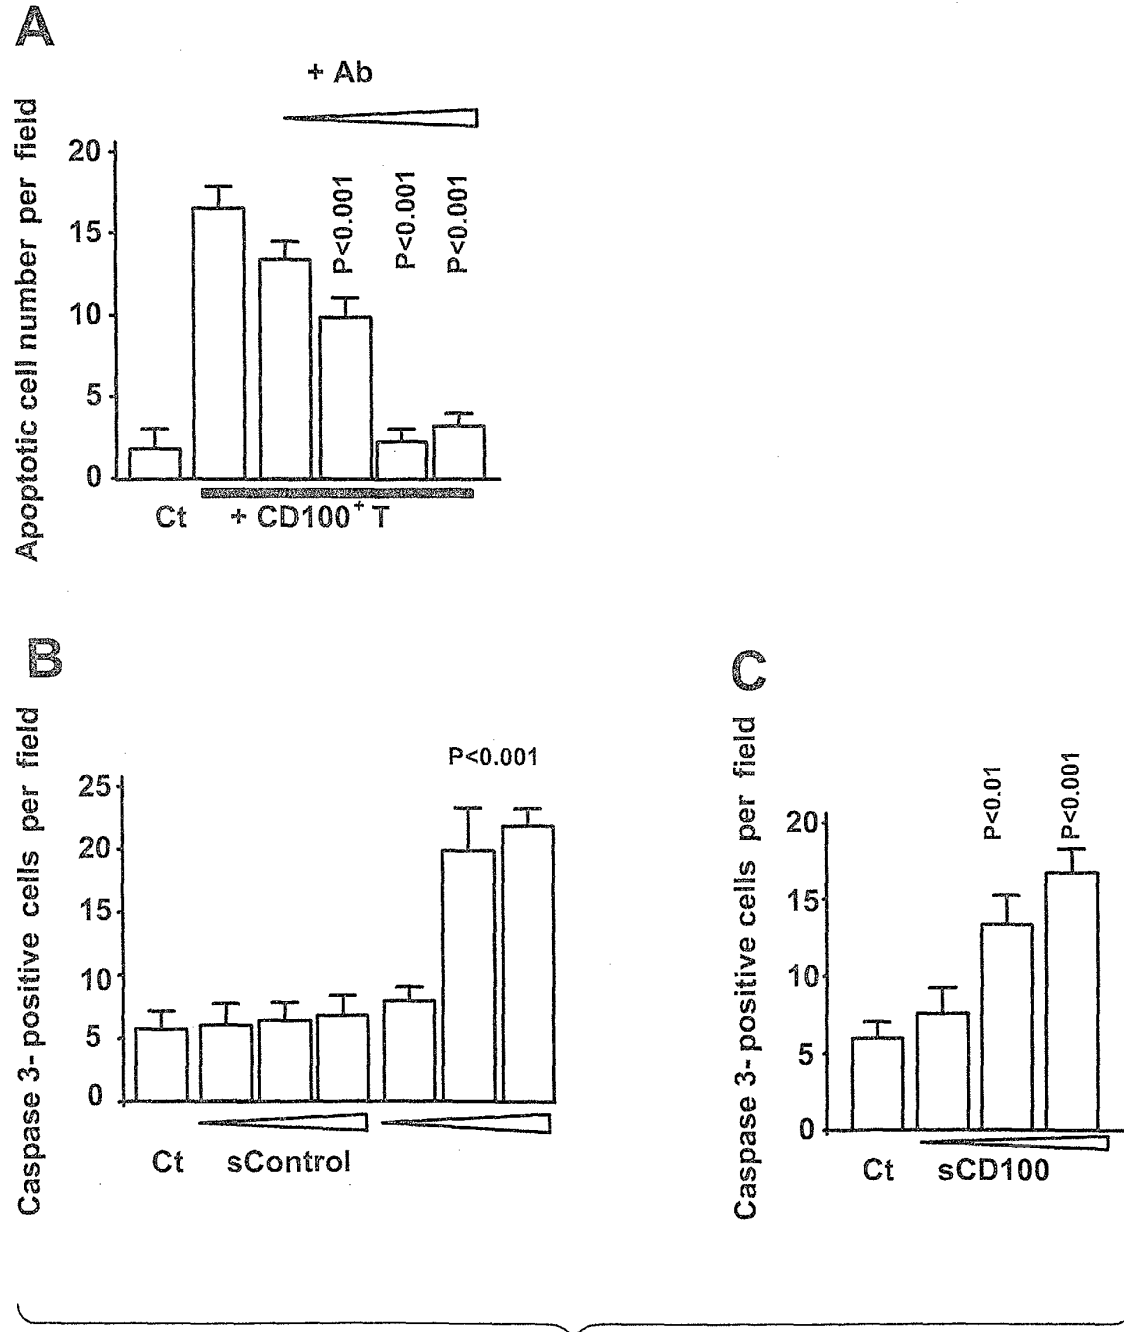 A
+ Ab
Apoptotic cell number per field
20
15
10
5
0
P<0.001
P<0.001
P<0.001
Ct
+ CD100+ T
B
Caspase 3-positive cells per field
25
20
15
10
5
0
P<0.001
Ct
sControl
C
Caspase 3-positive cells per field
20
15
10
5
0
P<0.01
P<0.001
Ct
sCD100